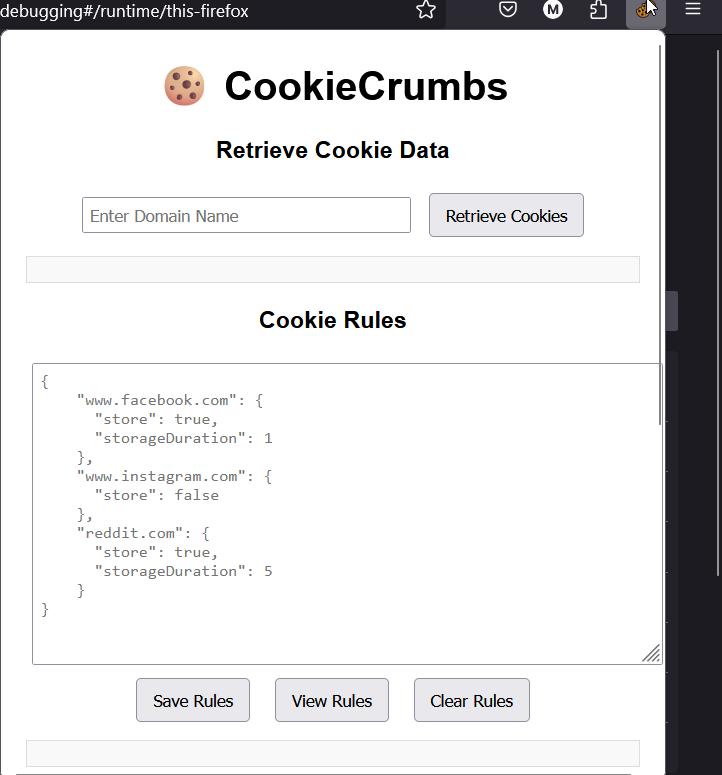 debugging#/runtime/this-firefox
M
CookieCrumbs
Retrieve Cookie Data
Enter Domain Name
Retrieve Cookies
Cookie Rules
{
    "www.facebook.com": {
      "store": true,
      "storageDuration": 1
    },
    "www.instagram.com": {
      "store": false
    },
    "reddit.com": {
      "store": true,
      "storageDuration": 5
    }
}
Save Rules
View Rules
Clear Rules